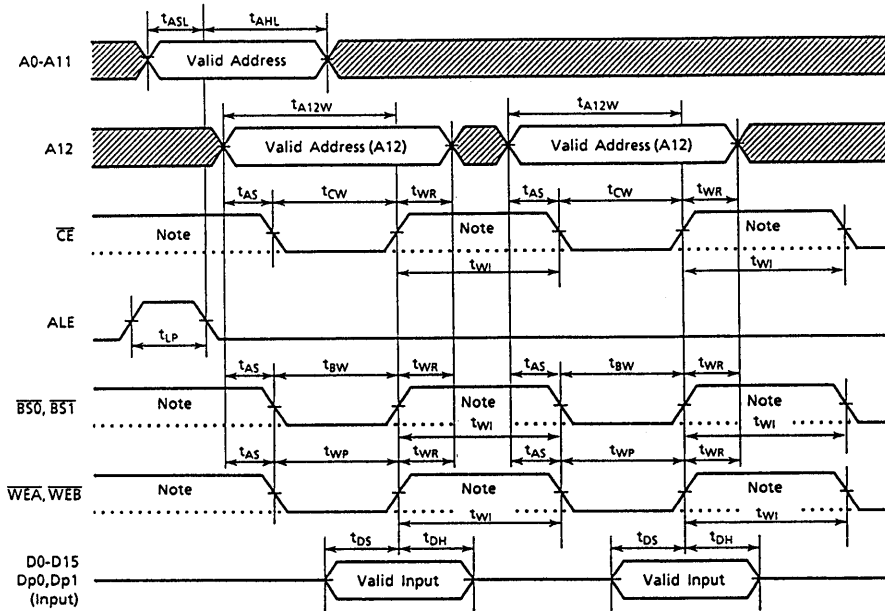 tASL tAHL
A0-A11 Valid Address
tA12W tA12W
A12 Valid Address (A12) Valid Address (A12)
tAS tCW tWR tAS tCW tWR
CE Note Note Note
tWI tWI
ALE
tLP
tAS tBW tWR tAS tBW tWR
BS0, BS1 Note Note Note
tWI tWI
tAS tWP tWR tAS tWP tWR
WEA, WEB Note Note Note
tWI tWI
tDS tDH tDS tDH
D0-D15
Dp0,Dp1 Valid Input Valid Input
(Input)